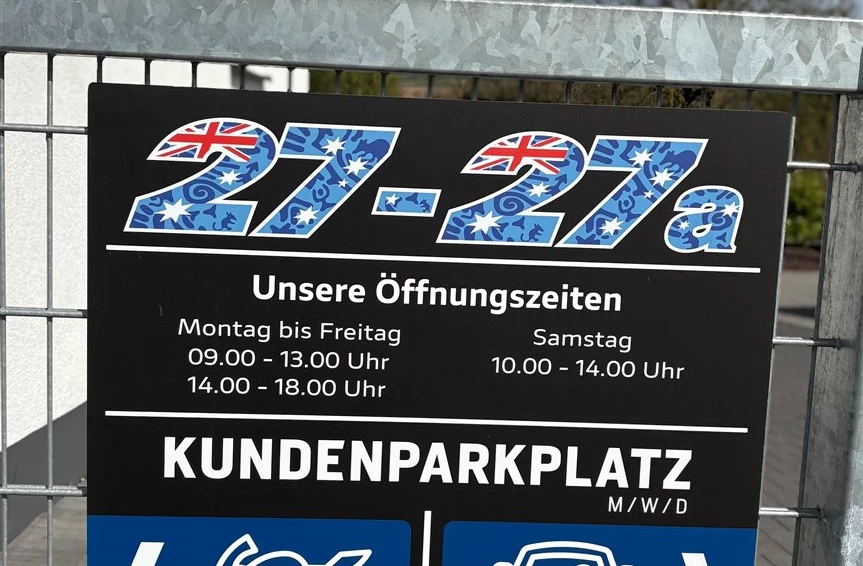 27-27a
Unsere Öffnungszeiten
Montag bis Freitag
09.00 - 13.00 Uhr
14.00 - 18.00 Uhr
Samstag
10.00 - 14.00 Uhr
KUNDENPARKPLATZ
M/W/D